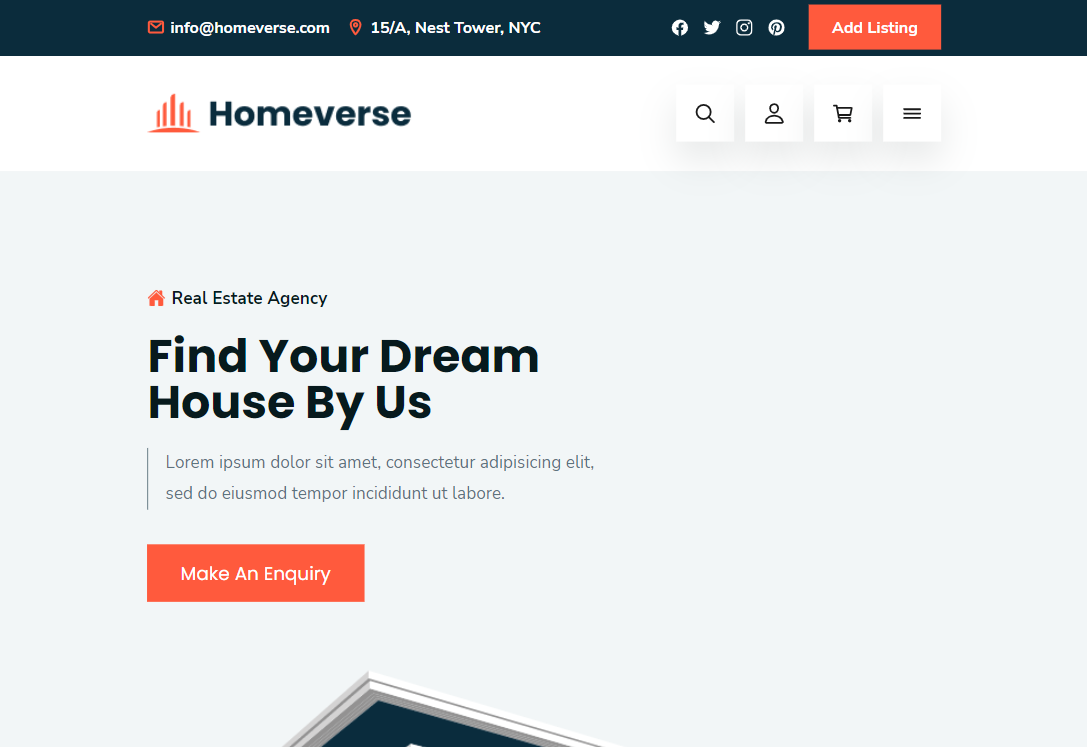 info@homeverse.com 15/A, Nest Tower, NYC Add Listing
Homeverse
Real Estate Agency
Find Your Dream
House By Us
Lorem ipsum dolor sit amet, consectetur adipisicing elit,
sed do eiusmod tempor incididunt ut labore.
Make An Enquiry